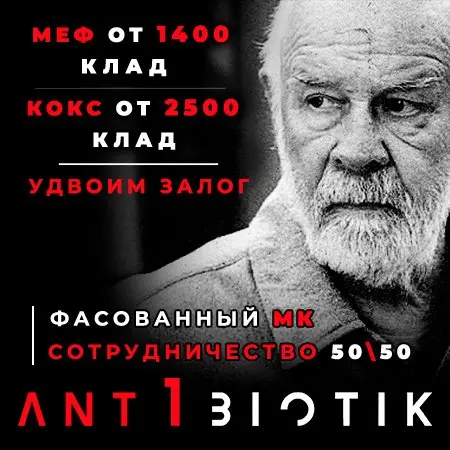 МЕФ ОТ 1400
КЛАД
КОКС ОТ 2500
КЛАД
УДВОИМ ЗАЛОГ
ФАСОВАННЫЙ МК
СОТРУДНИЧЕСТВО 50\50
ANT1BIOTIK